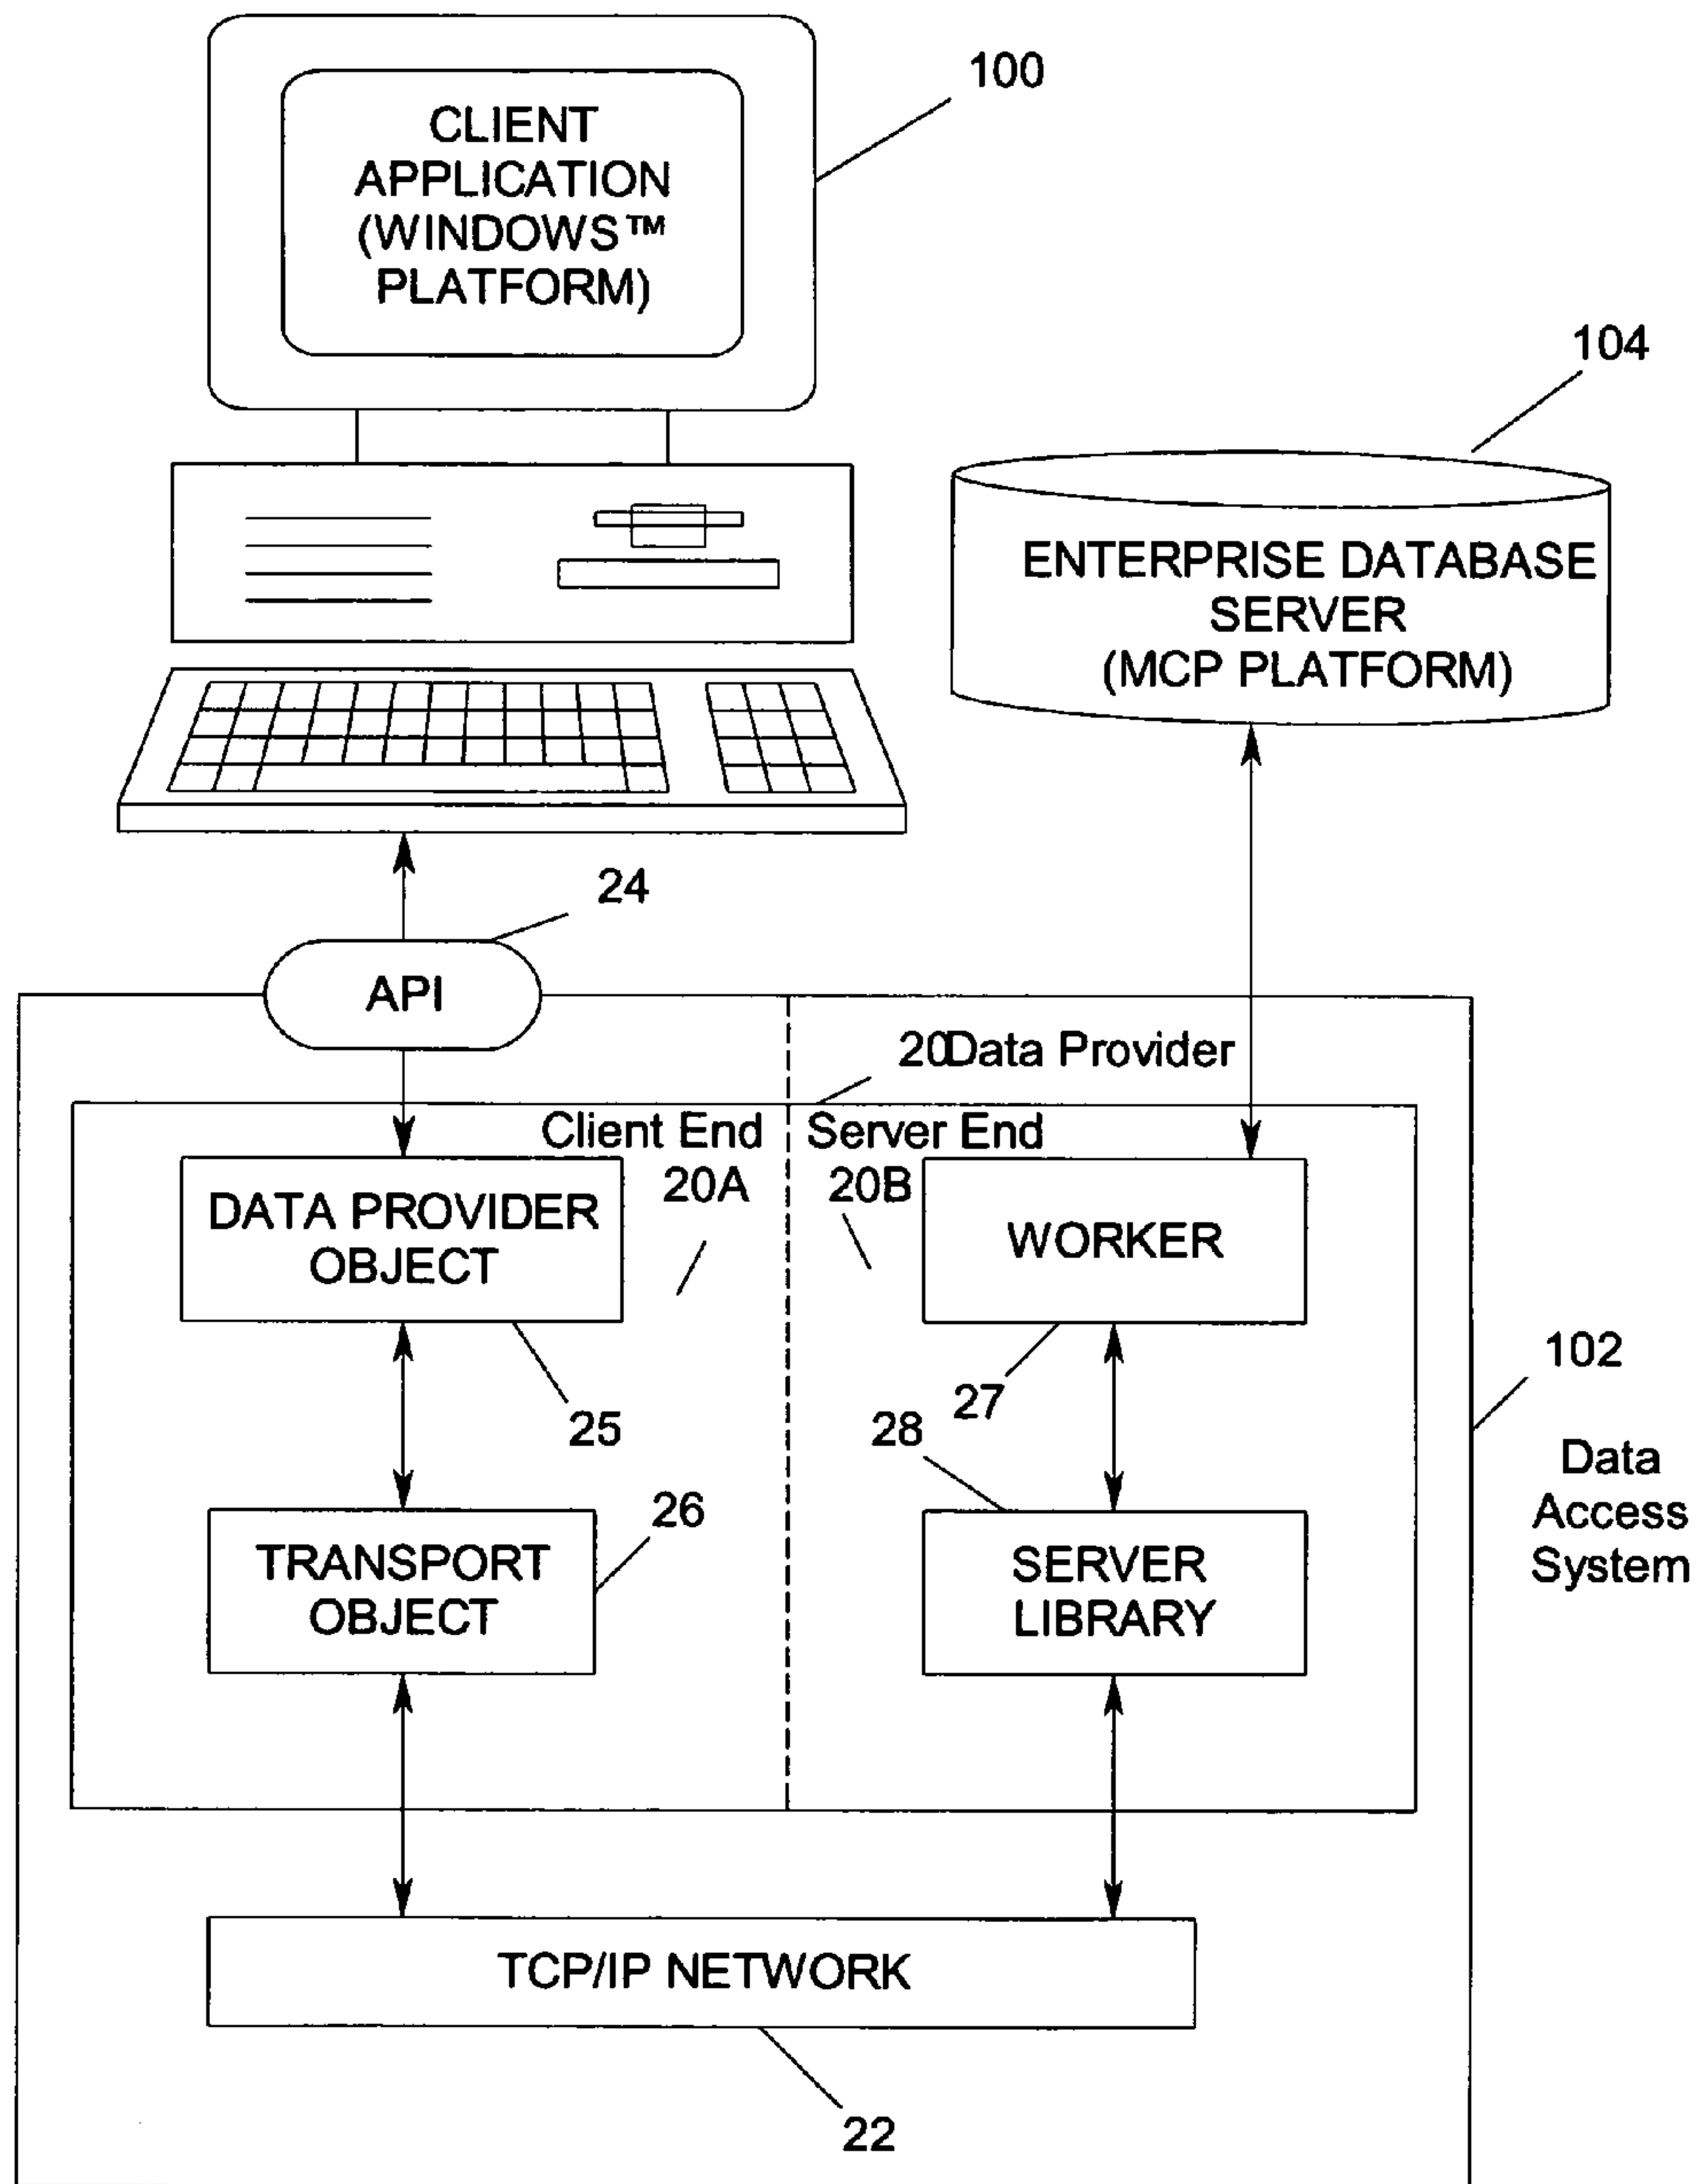 100
CLIENT
APPLICATION
(WINDOWS™
PLATFORM)
104
ENTERPRISE DATABASE
SERVER
(MCP PLATFORM)
24
API
20Data Provider
Client End
20A
Server End
20B
DATA PROVIDER
OBJECT
WORKER
102
Data
Access
System
25
27
28
26
TRANSPORT
OBJECT
SERVER
LIBRARY
TCP/IP NETWORK
22